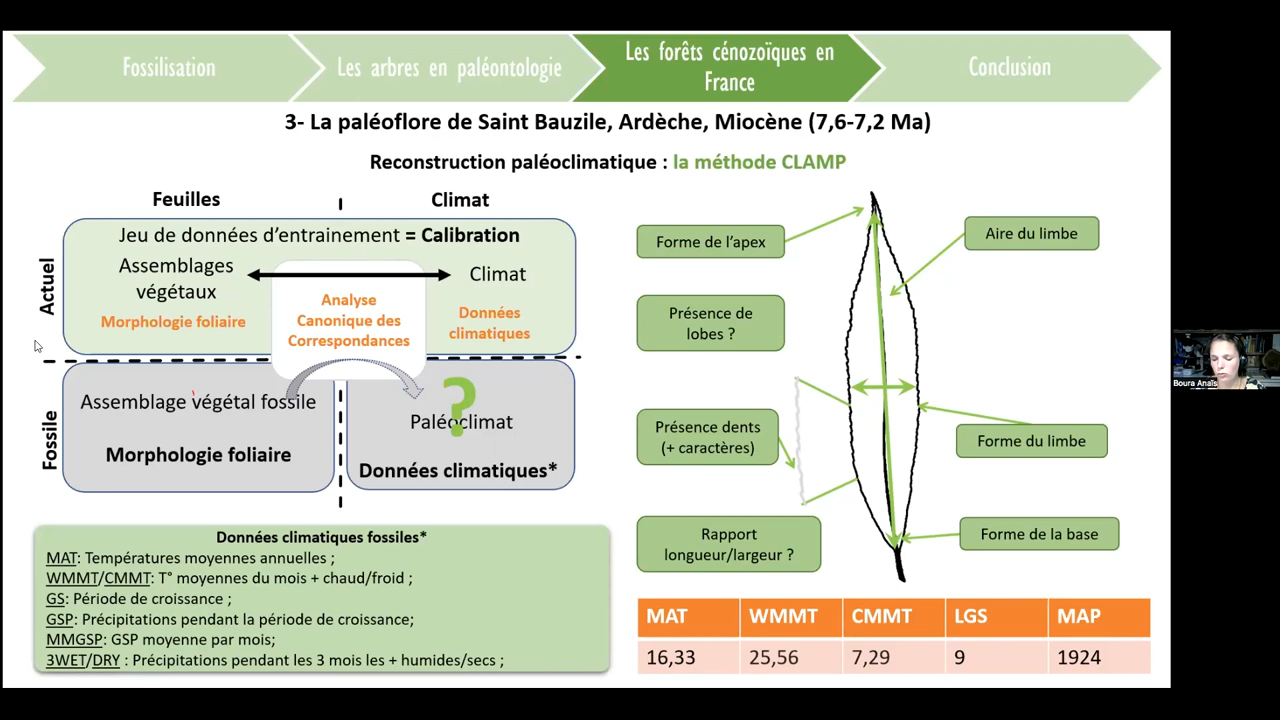 Fossilisation
Les arbres en paléontologie
Les forêts cénozoïques en
France
Conclusion
3- La paléoflore de Saint Bauzile, Ardèche, Miocène (7,6-7,2 Ma)
Reconstruction paléoclimatique : la méthode CLAMP
Feuilles
Climat
Actuel
Jeu de données d’entrainement = Calibration
Assemblages
végétaux
Morphologie foliaire
Analyse
Canonique des
Correspondances
Climat
Données
climatiques
Fossile
Assemblage végétal fossile
Morphologie foliaire
?
Paléoclimat
Données climatiques*
Données climatiques fossiles*
MAT: Températures moyennes annuelles ;
WMMT/CMMT: T° moyennes du mois + chaud/froid ;
GS: Période de croissance ;
GSP: Précipitations pendant la période de croissance;
MMGSP: GSP moyenne par mois;
3WET/DRY : Précipitations pendant les 3 mois les + humides/secs ;
Forme de l’apex
Présence de
lobes ?
Présence dents
(+ caractères)
Rapport
longueur/largeur ?
Aire du limbe
Forme du limbe
Forme de la base
MAT WMMT CMMT LGS MAP
16,33 25,56 7,29 9 1924
Boura Anaïs